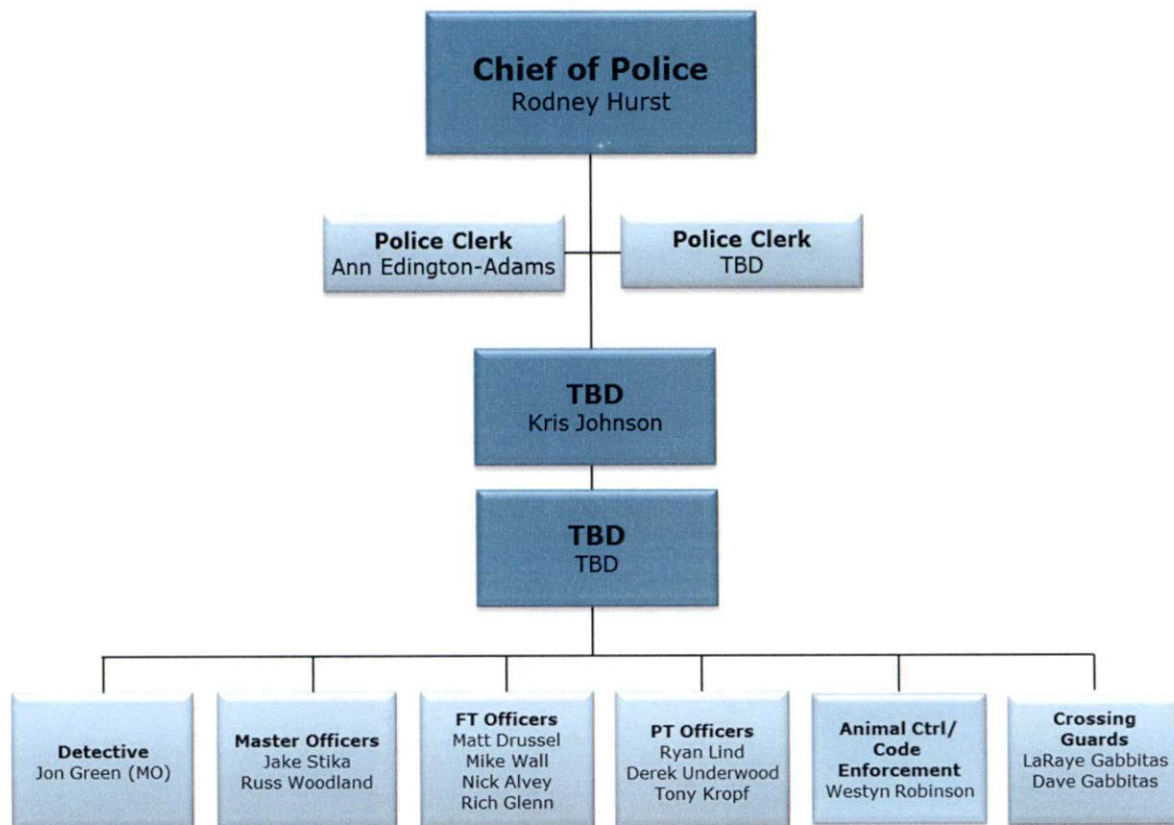 Chief of Police
Rodney Hurst
Police Clerk
Ann Edington-Adams
Police Clerk
TBD
TBD
Kris Johnson
TBD
TBD
Detective
Jon Green (MO)
Master Officers
Jake Stika
Russ Woodland
FT Officers
Matt Drussel
Mike Wall
Nick Alvey
Rich Glenn
PT Officers
Ryan Lind
Derek Underwood
Tony Kropf
Animal Ctrl/
Code
Enforcement
Westyn Robinson
Crossing
Guards
LaRaye Gabbitas
Dave Gabbitas